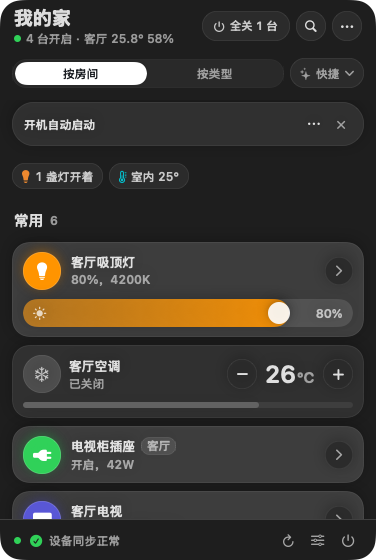 我的家
4 台开启 · 客厅 25.8° 58%
全关 1 台
按房间
按类型
快捷
开机自动启动
1 盏灯开着
室内 25°
常用 6
客厅吸顶灯
80%，4200K
80%
客厅空调
已关闭
26°C
电视柜插座 客厅
开启，42W
客厅电视
设备同步正常